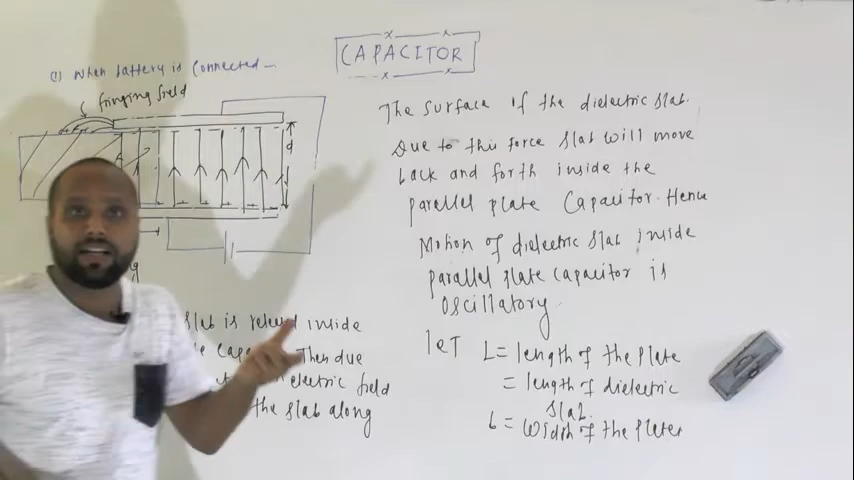 CAPACITOR
(1) When battery is Connected -
fringing field
d
The surface of the dielectric slab.
Due to this force slab will move
back and forth inside the
parallel plate Capacitor. Hence
Motion of dielectric slab inside
parallel plate capacitor is
Oscillatory.
let L = length of the plate
= length of dielectric
slab.
b = width of the plates
slab is released inside
Then due
electric field
the slab along